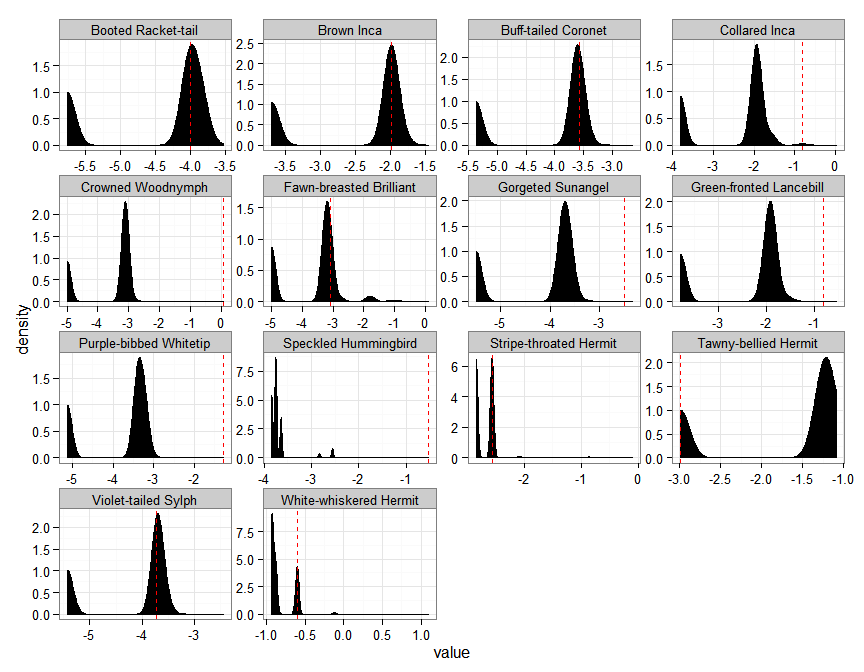 Booted Racket-tail Brown Inca Buff-tailed Coronet Collared Inca
1.5 1.0 0.5 0.0
2.5 2.0 1.5 1.0 0.5 0.0
2.0 1.5 1.0 0.5 0.0
1.5 1.0 0.5 0.0
-5.5 -5.0 -4.5 -4.0 -3.5
-3.5 -3.0 -2.5 -2.0 -1.5
-5.5 -5.0 -4.5 -4.0 -3.5 -3.0
-4 -3 -2 -1 0
Crowned Woodnymph Fawn-breasted Brilliant Gorgeted Sunangel Green-fronted Lancebill
2.0 1.5 1.0 0.5 0.0
1.5 1.0 0.5 0.0
2.0 1.5 1.0 0.5 0.0
2.0 1.5 1.0 0.5 0.0
-5 -4 -3 -2 -1 0
-5 -4 -3 -2 -1 0
-5 -4 -3
-3 -2 -1
density
Purple-bibbed Whitetip Speckled Hummingbird Stripe-throated Hermit Tawny-bellied Hermit
1.5 1.0 0.5 0.0
7.5 5.0 2.5 0.0
6 4 2 0
2.0 1.5 1.0 0.5 0.0
-5 -4 -3 -2
-4 -3 -2 -1
-2 -1 0
-3.0 -2.5 -2.0 -1.5 -1.0
Violet-tailed Sylph White-whiskered Hermit
2.0 1.5 1.0 0.5 0.0
7.5 5.0 2.5 0.0
-5 -4 -3
-1.0 -0.5 0.0 0.5 1.0
value